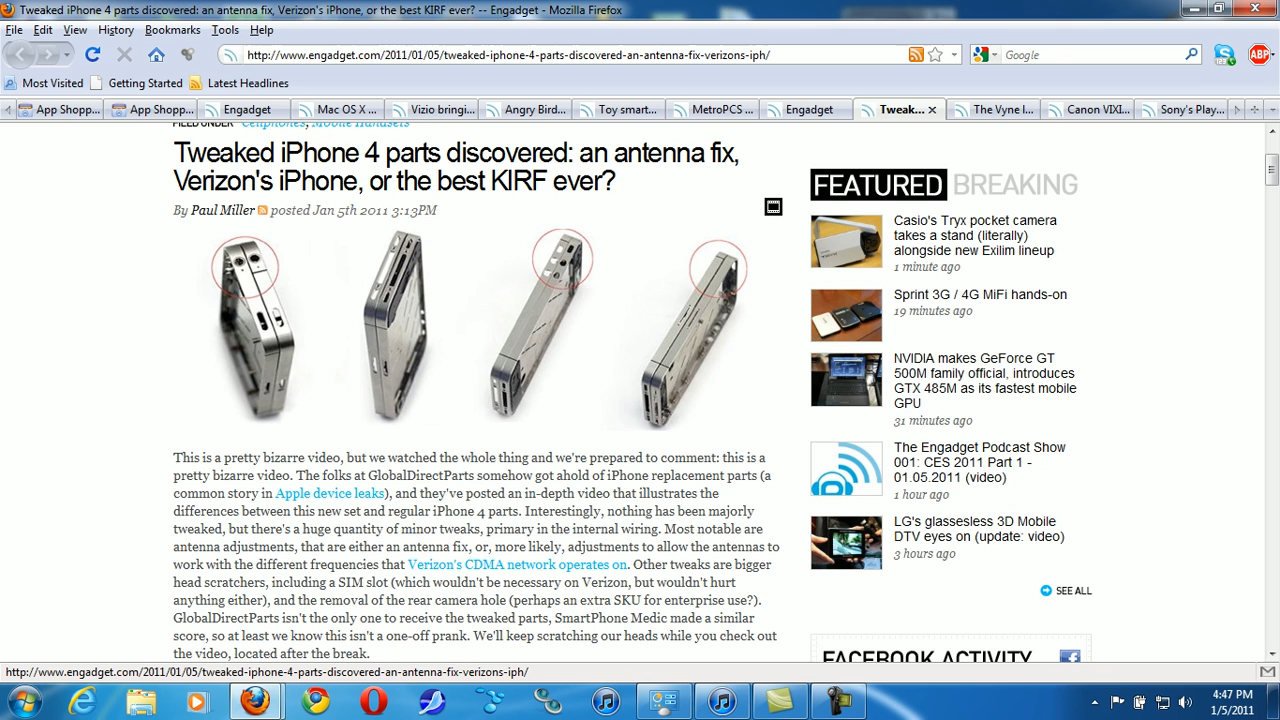 Tweaked iPhone 4 parts discovered: an antenna fix, Verizon's iPhone, or the best KIRF ever? -- Engadget - Mozilla Firefox
File Edit View History Bookmarks Tools Help
http://www.engadget.com/2011/01/05/tweaked-iphone-4-parts-discovered-an-antenna-fix-verizons-iph/
Google
ABP
Most Visited Getting Started Latest Headlines
App Shopp... App Shopp... Engadget Mac OS X ... Vizio bringi... Angry Bird... Toy smart... MetroPCS ... Engadget Tweak... The Vyne I... Canon VIXI... Sony's Play...
FILED UNDER Cellphones, Mobile Handsets
Tweaked iPhone 4 parts discovered: an antenna fix,
Verizon's iPhone, or the best KIRF ever?
By Paul Miller posted Jan 5th 2011 3:13PM
This is a pretty bizarre video, but we watched the whole thing and we're prepared to comment: this is a
pretty bizarre video. The folks at GlobalDirectParts somehow got ahold of iPhone replacement parts (a
common story in Apple device leaks), and they've posted an in-depth video that illustrates the
differences between this new set and regular iPhone 4 parts. Interestingly, nothing has been majorly
tweaked, but there's a huge quantity of minor tweaks, primary in the internal wiring. Most notable are
antenna adjustments, that are either an antenna fix, or, more likely, adjustments to allow the antennas to
work with the different frequencies that Verizon's CDMA network operates on. Other tweaks are bigger
head scratchers, including a SIM slot (which wouldn't be necessary on Verizon, but wouldn't hurt
anything either), and the removal of the rear camera hole (perhaps an extra SKU for enterprise use?).
GlobalDirectParts isn't the only one to receive the tweaked parts, SmartPhone Medic made a similar
score, so at least we know this isn't a one-off prank. We'll keep scratching our heads while you check out
the video, located after the break.
FEATURED BREAKING
Casio's Tryx pocket camera
takes a stand (literally)
alongside new Exilim lineup
1 minute ago
Sprint 3G / 4G MiFi hands-on
19 minutes ago
NVIDIA makes GeForce GT
500M family official, introduces
GTX 485M as its fastest mobile
GPU
31 minutes ago
The Engadget Podcast Show
001: CES 2011 Part 1 -
01.05.2011 (video)
1 hour ago
LG's glassesless 3D Mobile
DTV eyes on (update: video)
3 hours ago
SEE ALL
FACEBOOK ACTIVITY
http://www.engadget.com/2011/01/05/tweaked-iphone-4-parts-discovered-an-antenna-fix-verizons-iph/
4:47 PM
1/5/2011